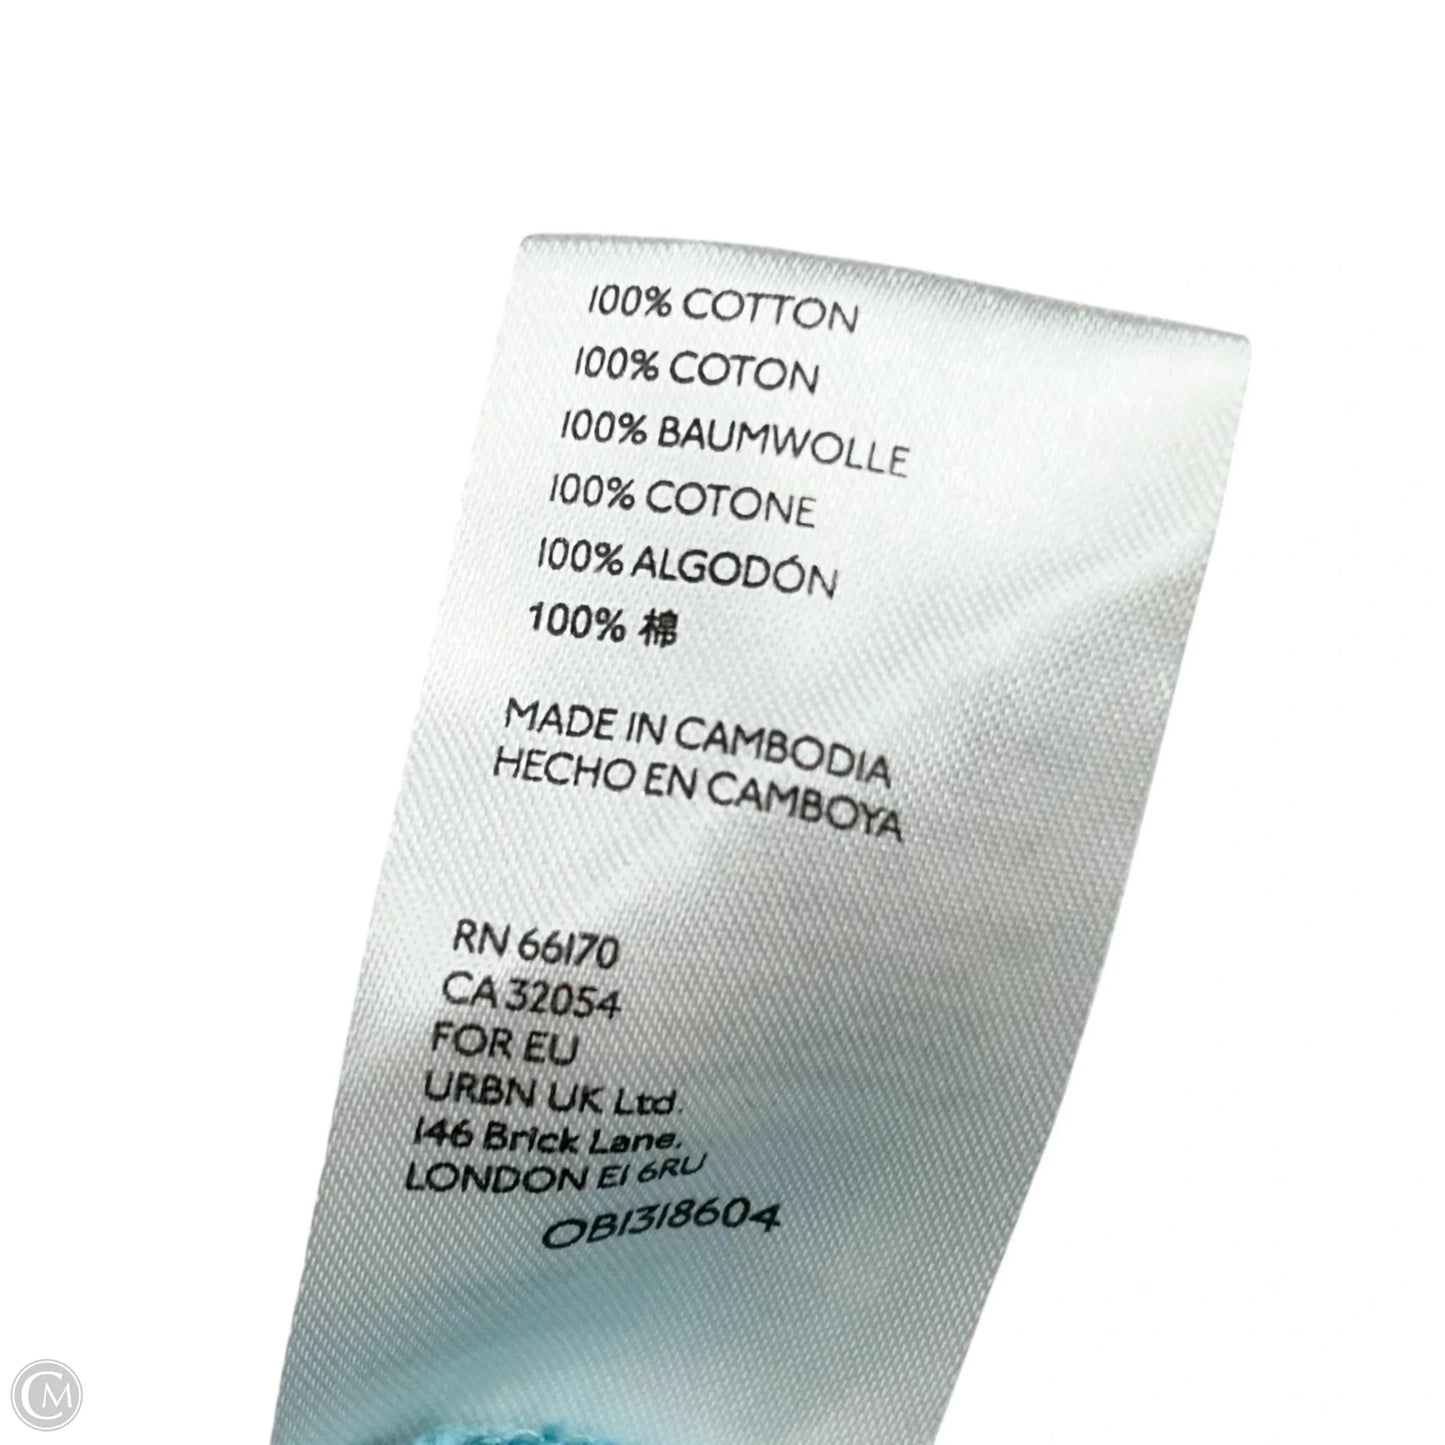 100% COTTON
100% COTON
100% BAUMWOLLE
100% COTONE
100% ALGODÓN
100% 棉
MADE IN CAMBODIA
HECHO EN CAMBOYA
RN 66170
CA 32054
FOR EU
URBN UK Ltd.
146 Brick Lane.
LONDON E1 6RU
OB1318604
CM